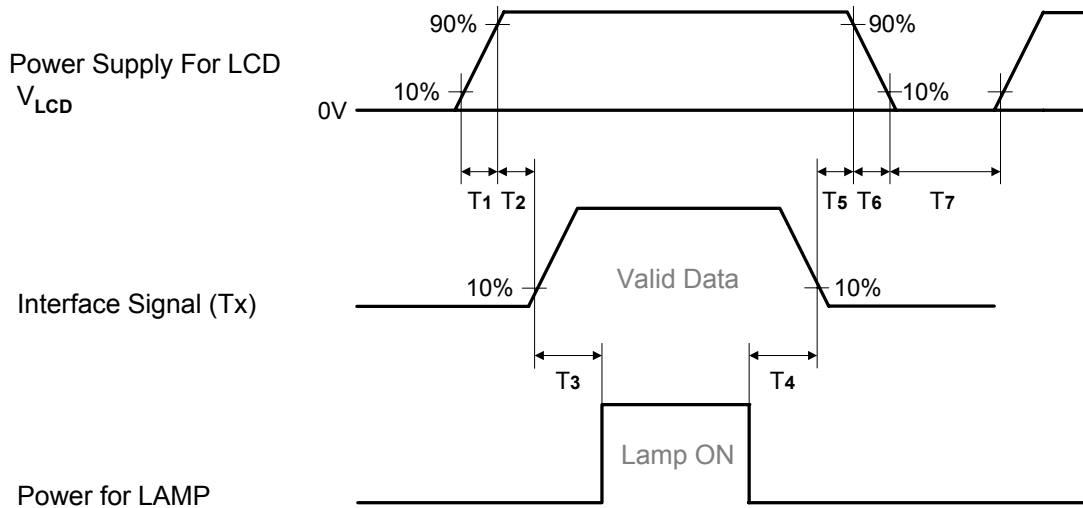 90%
90%
Power Supply For LCD
VLCD
10%
10%
0V
T1 T2
T5 T6 T7
Valid Data
10%
10%
Interface Signal (Tx)
T3
T4
Lamp ON
Power for LAMP